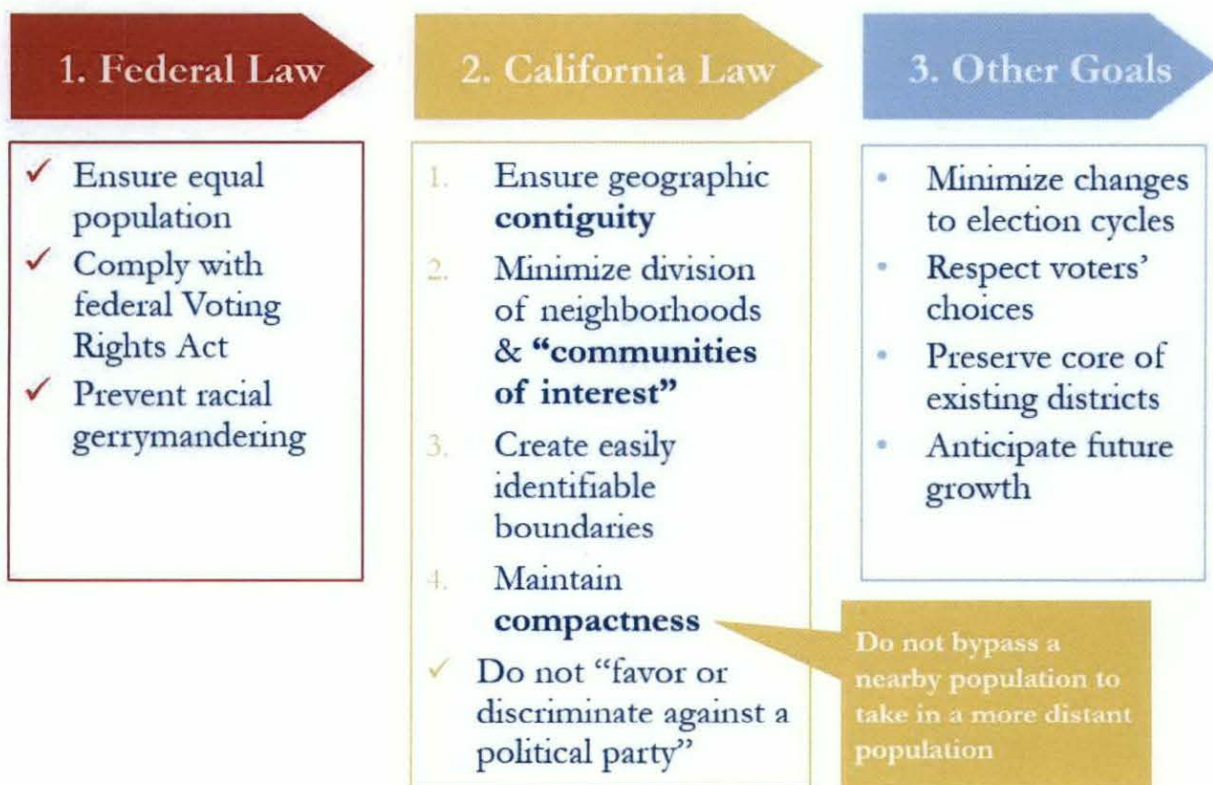 1. Federal Law
✓ Ensure equal
population
✓ Comply with
federal Voting
Rights Act
✓ Prevent racial
gerrymandering
2. California Law
1. Ensure geographic
contiguity
2. Minimize division
of neighborhoods
& “communities
of interest”
3. Create easily
identifiable
boundaries
4. Maintain
compactness
✓ Do not “favor or
discriminate against a
political party”
Do not bypass a
nearby population to
take in a more distant
population
3. Other Goals
• Minimize changes
to election cycles
• Respect voters’
choices
• Preserve core of
existing districts
• Anticipate future
growth